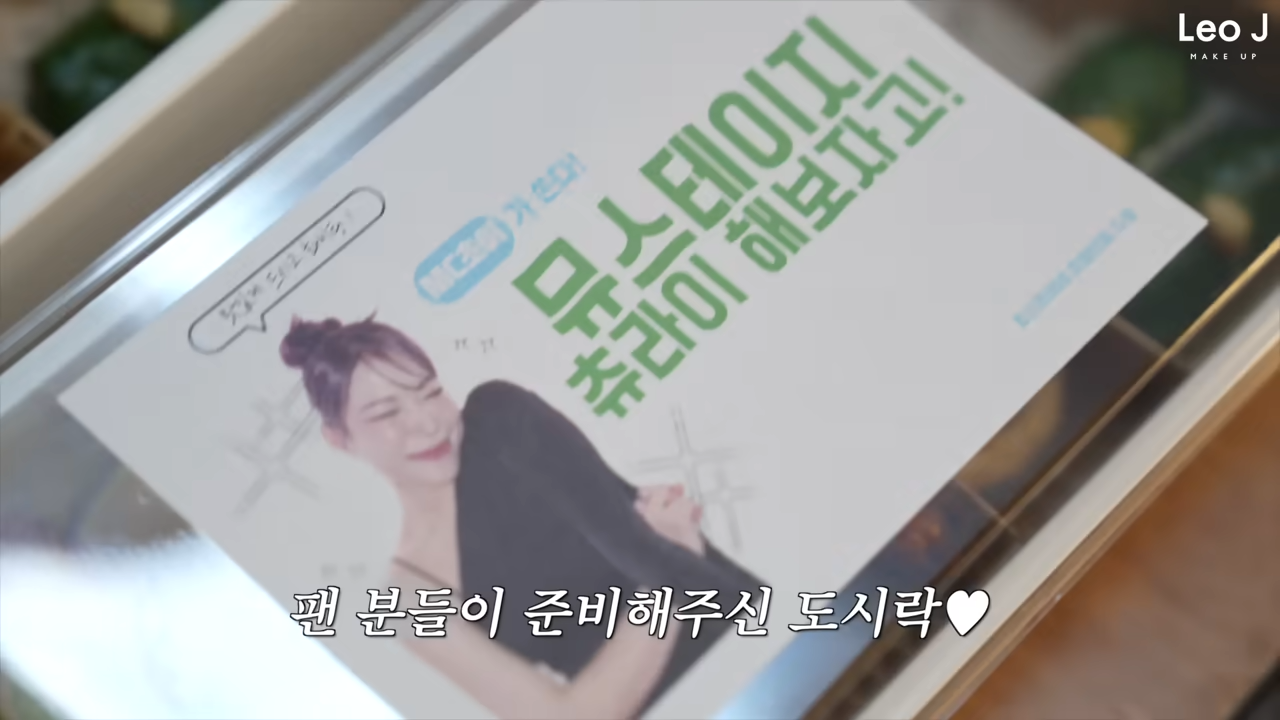 Leo J
MAKE UP
가 쏜다!
뮤스테이지
츄라이 해보자고!
팬 분들이 준비해주신 도시락♥